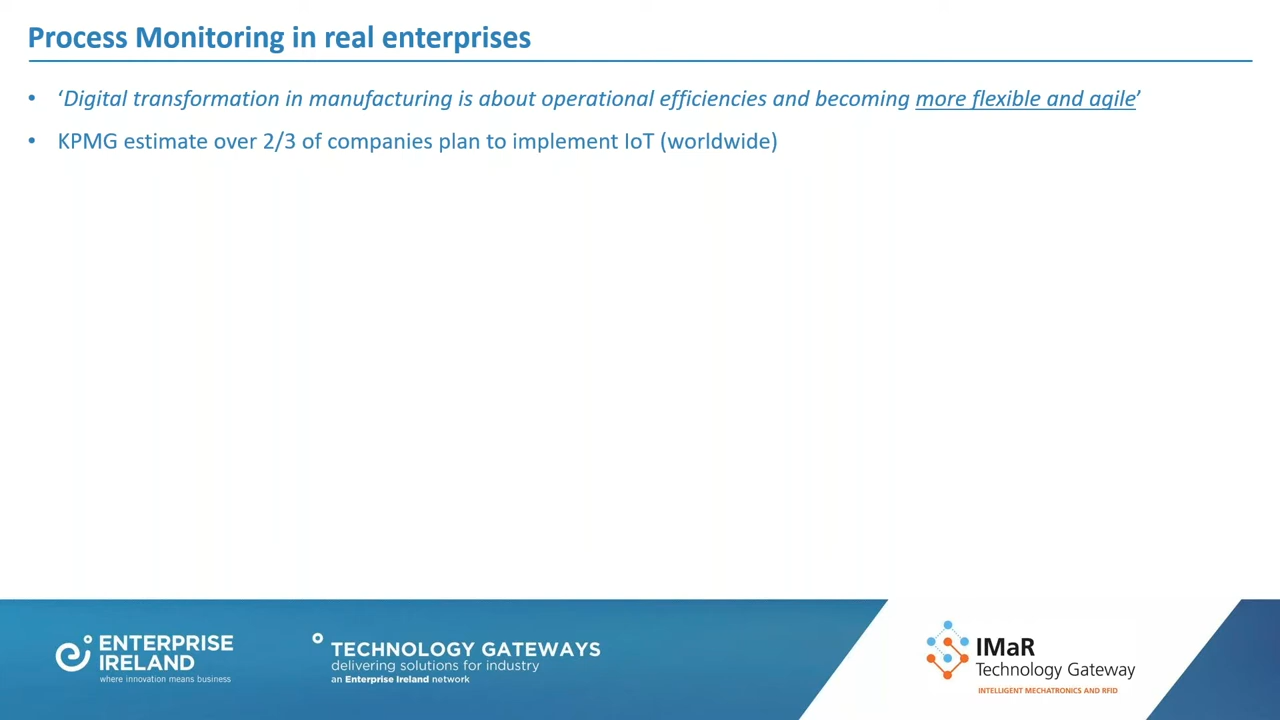 Process Monitoring in real enterprises
• ‘Digital transformation in manufacturing is about operational efficiencies and becoming more flexible and agile’
• KPMG estimate over 2/3 of companies plan to implement IoT (worldwide)
ENTERPRISE
IRELAND
where innovation means business
TECHNOLOGY GATEWAYS
delivering solutions for industry
an Enterprise Ireland network
IMaR
Technology Gateway
INTELLIGENT MECHATRONICS AND RFID